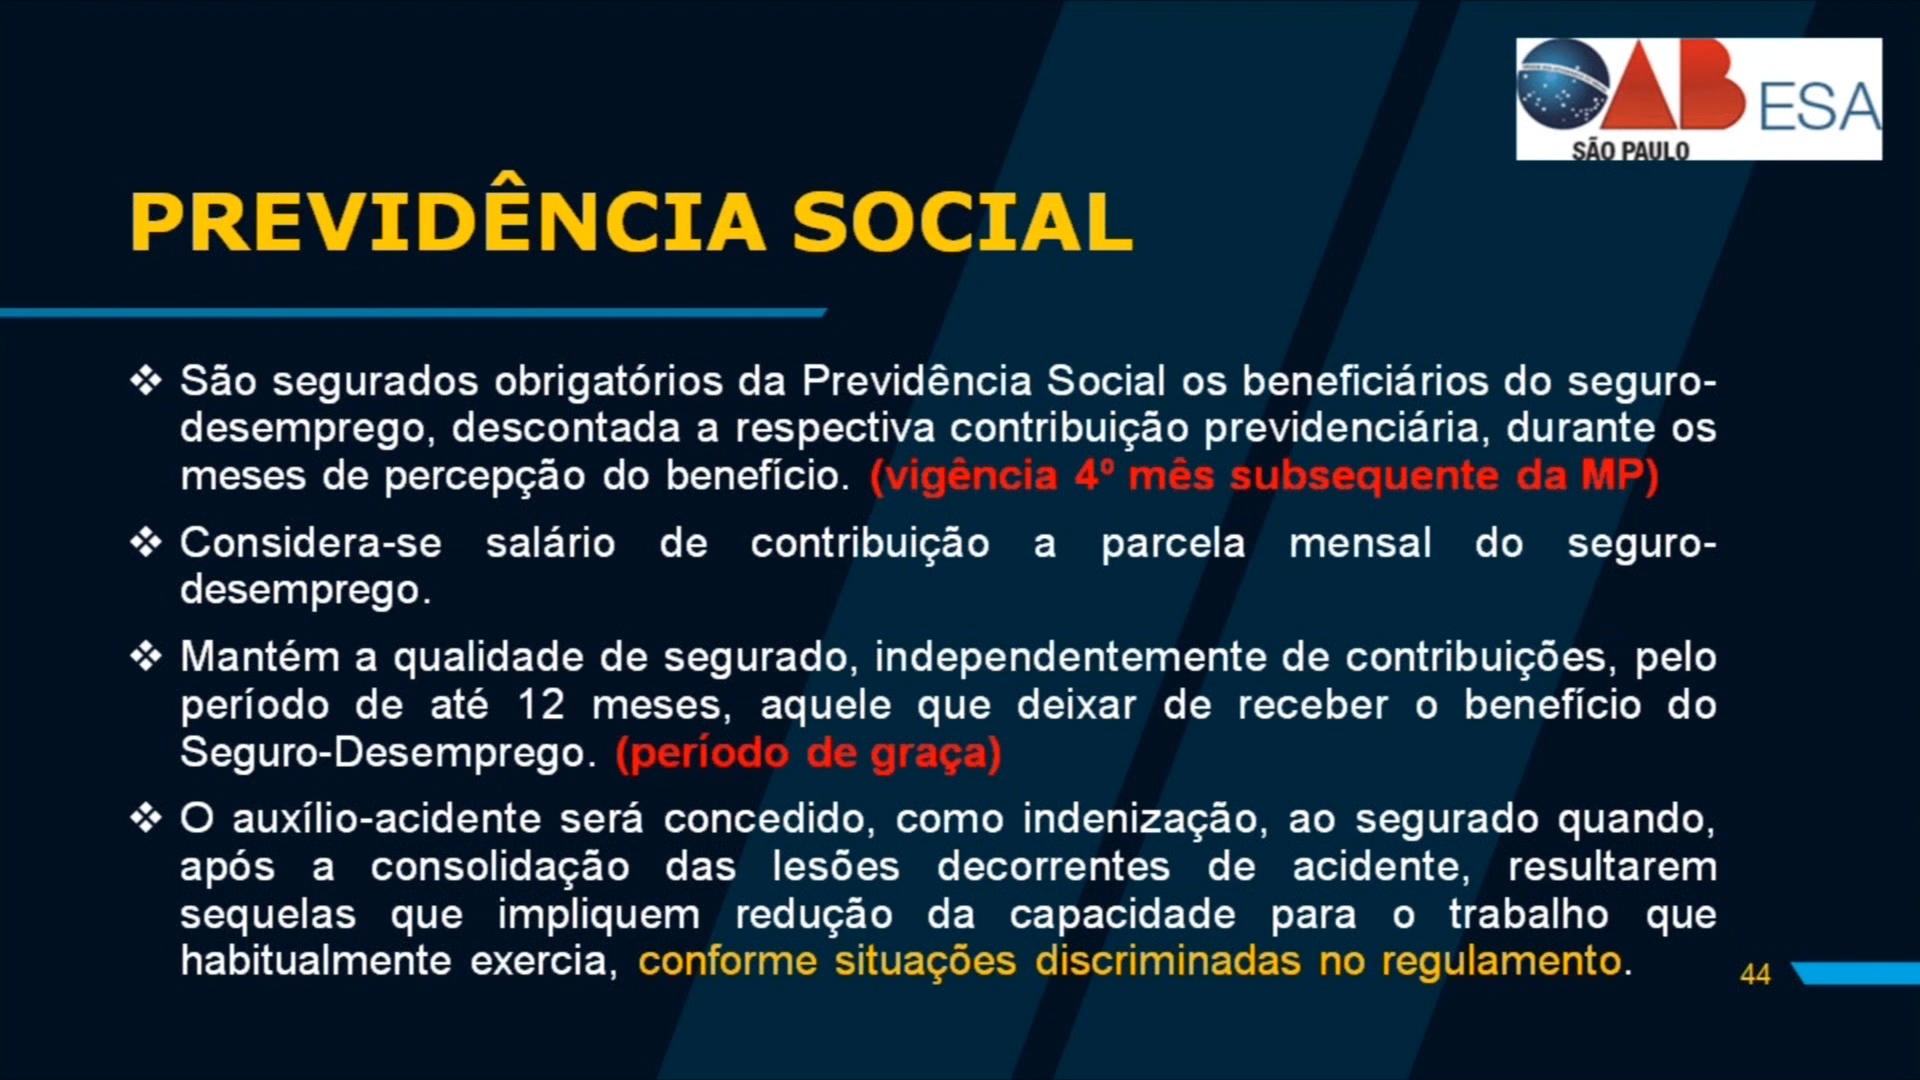 OAB ESA
SÃO PAULO
PREVIDÊNCIA SOCIAL
❖ São segurados obrigatórios da Previdência Social os beneficiários do seguro-
desemprego, descontada a respectiva contribuição previdenciária, durante os
meses de percepção do benefício. (vigência 4º mês subsequente da MP)
❖ Considera-se salário de contribuição a parcela mensal do seguro-
desemprego.
❖ Mantém a qualidade de segurado, independentemente de contribuições, pelo
período de até 12 meses, aquele que deixar de receber o benefício do
Seguro-Desemprego. (período de graça)
❖ O auxílio-acidente será concedido, como indenização, ao segurado quando,
após a consolidação das lesões decorrentes de acidente, resultarem
sequelas que impliquem redução da capacidade para o trabalho que
habitualmente exercia, conforme situações discriminadas no regulamento.
44